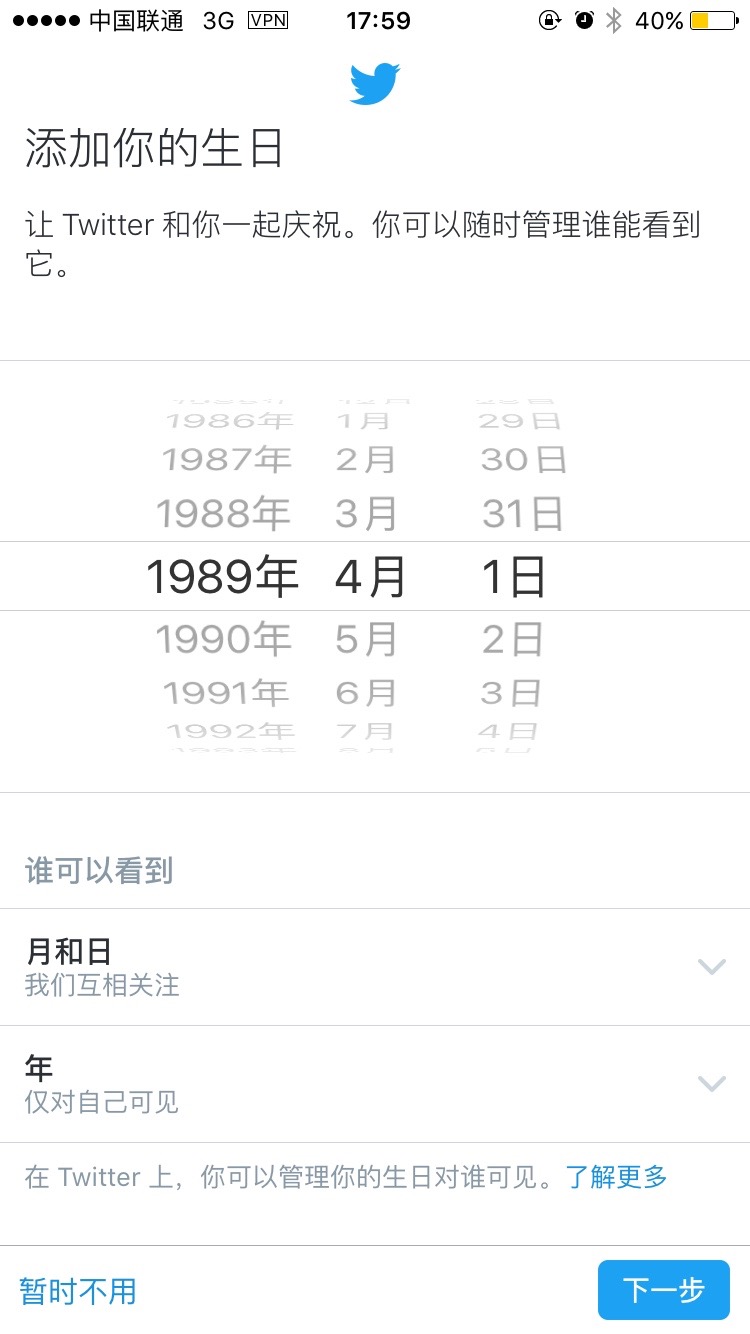 中国联通 3G VPN 17:59 40%
添加你的生日
让 Twitter 和你一起庆祝。你可以随时管理谁能看到
它。
1986年 1月 29日
1987年 2月 30日
1988年 3月 31日
1989年 4月 1日
1990年 5月 2日
1991年 6月 3日
1992年 7月 4日
谁可以看到
月和日
我们互相关注
年
仅对自己可见
在 Twitter 上，你可以管理你的生日对谁可见。了解更多
暂时不用 下一步